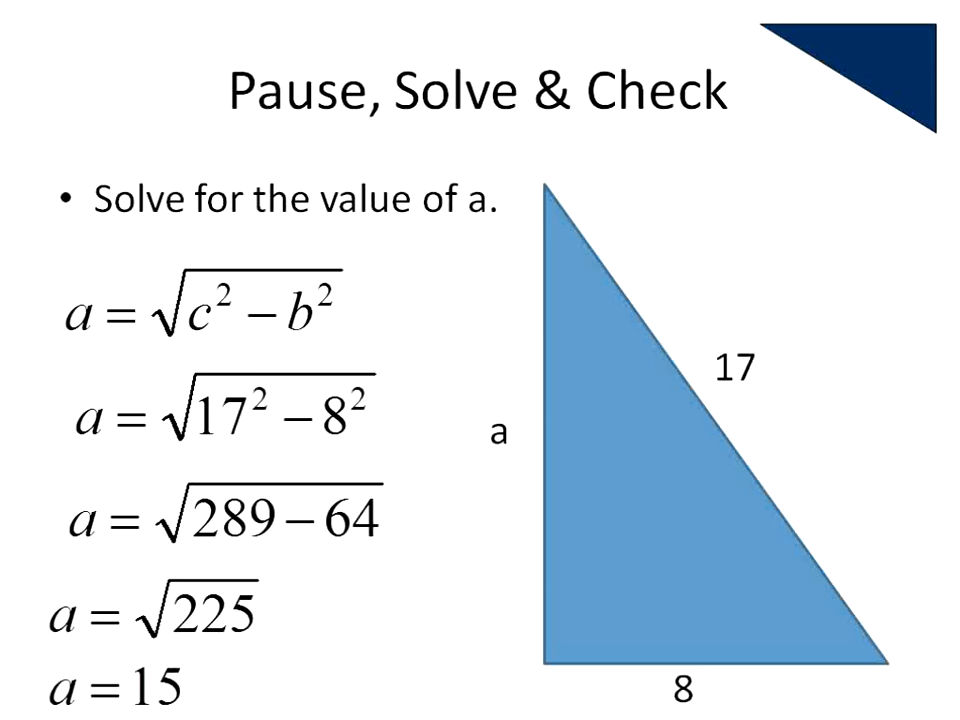 Pause, Solve & Check
• Solve for the value of a.
a = √(c² − b²)
a = √(17² − 8²)
a = √(289 − 64)
a = √225
a = 15
17
a
8